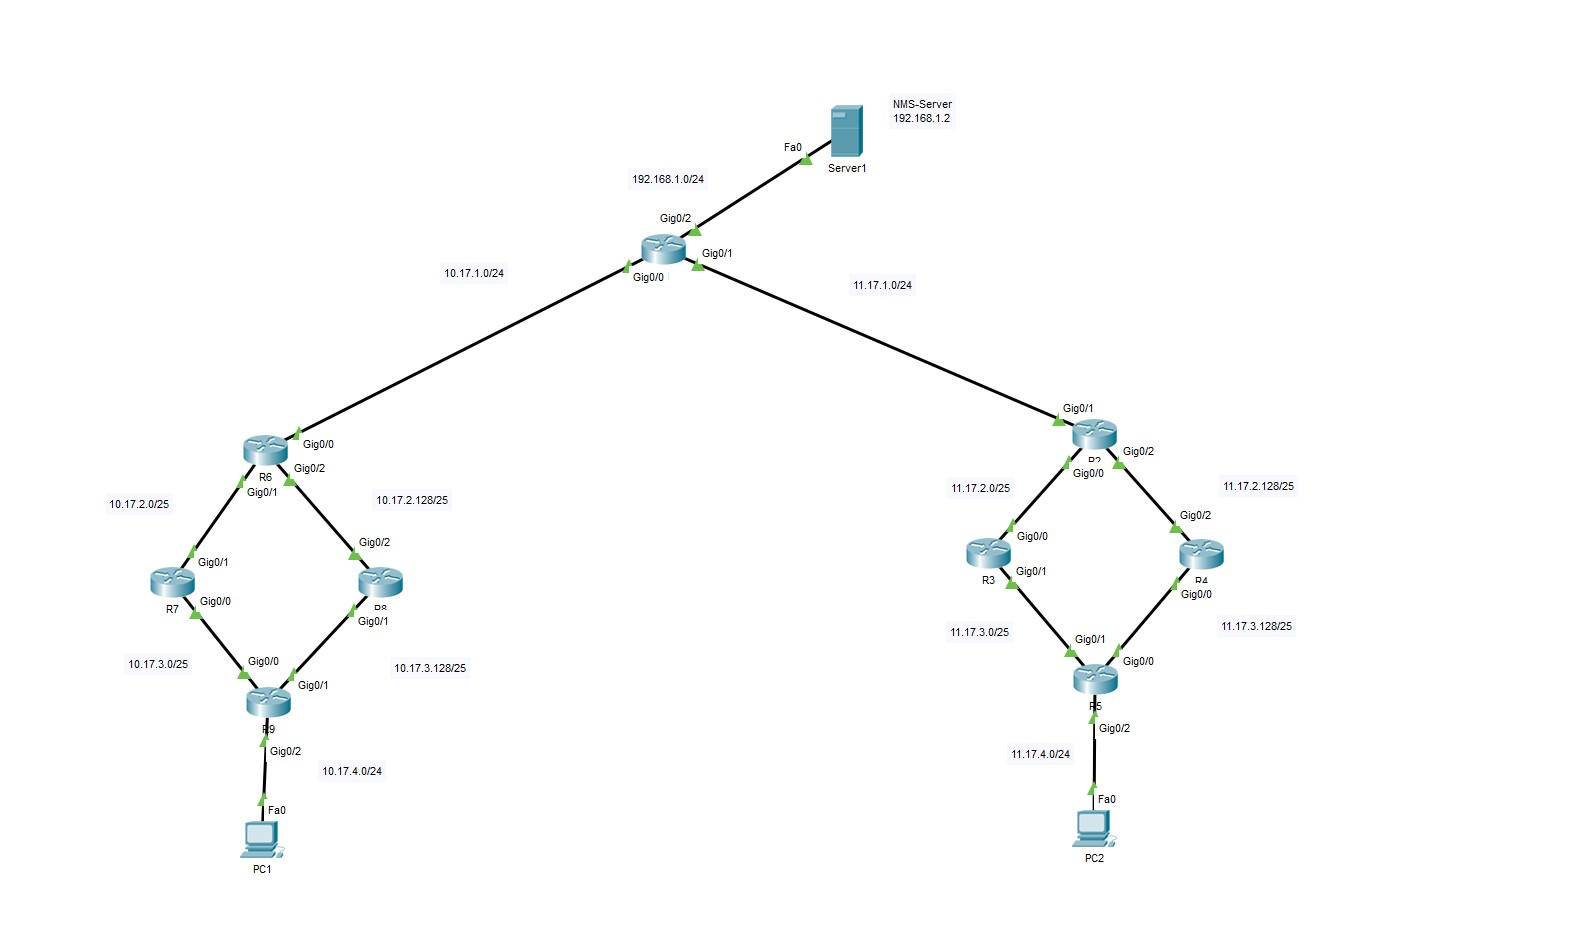 NMS-Server
192.168.1.2
Fa0
Server1
192.168.1.0/24
Gig0/2
Gig0/1
Gig0/0
10.17.1.0/24
11.17.1.0/24
Gig0/1
Gig0/0
R6
Gig0/2
Gig0/1
R2
Gig0/2
Gig0/0
10.17.2.0/25
10.17.2.128/25
11.17.2.0/25
11.17.2.128/25
Gig0/2
Gig0/1
Gig0/0
Gig0/2
R7
Gig0/0
R8
Gig0/1
R3
Gig0/1
R4
Gig0/0
10.17.3.0/25
10.17.3.128/25
11.17.3.0/25
11.17.3.128/25
Gig0/0
Gig0/1
Gig0/1
Gig0/0
R9
Gig0/2
R5
Gig0/2
10.17.4.0/24
11.17.4.0/24
Fa0
Fa0
PC1
PC2